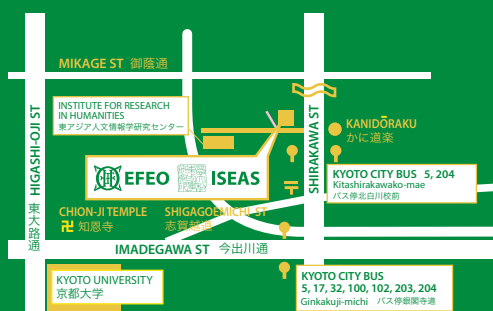 MIKAGE ST 御蔭通
INSTITUTE FOR RESEARCH
IN HUMANITIES
東アジア人文情報学研究センター
HIGASHI-OJI ST 東大路通
SHIRAKAWA ST
KANIDŌRAKU
かに道楽
EFEO ISEAS
KYOTO CITY BUS 5, 204
Kitashirakawako-mae
バス停北白川校前
CHION-JI TEMPLE
卍 知恩寺
SHIGAGOEMICHI ST
志賀越道
IMADEGAWA ST 今出川通
KYOTO UNIVERSITY
京都大学
KYOTO CITY BUS
5, 17, 32, 100, 102, 203, 204
Ginkakuji-michi バス停銀閣寺道